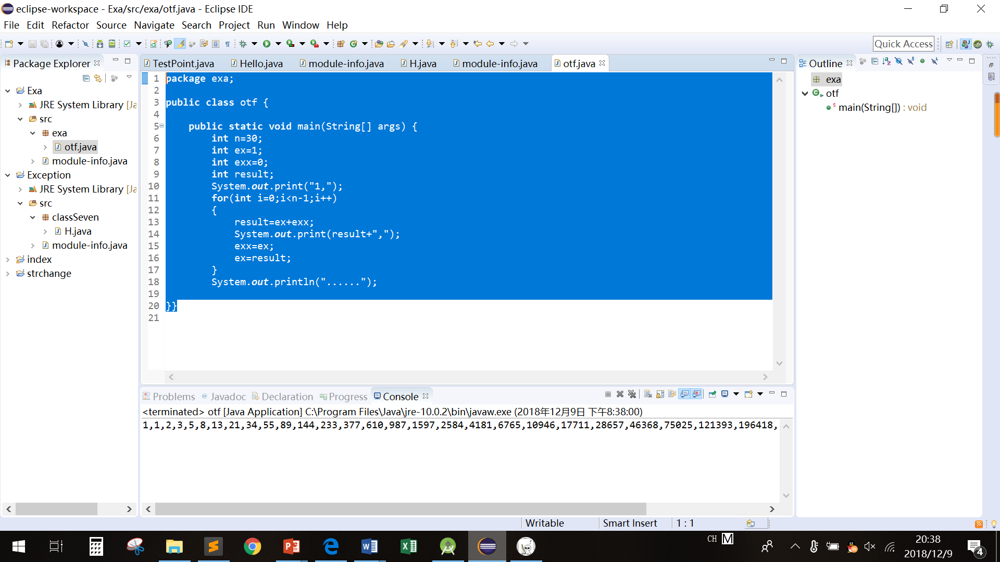 eclipse-workspace - Exa/src/exa/otf.java - Eclipse IDE
File Edit Refactor Source Navigate Search Project Run Window Help
Quick Access
Package Explorer
Exa
JRE System Library [Ja
src
exa
otf.java
module-info.java
Exception
JRE System Library [Ja
src
classSeven
H.java
module-info.java
index
strchange
TestPoint.java Hello.java module-info.java H.java module-info.java otf.java
1 package exa;
2
3 public class otf {
4
5 public static void main(String[] args) {
6 int n=30;
7 int ex=1;
8 int exx=0;
9 int result;
10 System.out.print("1,");
11 for(int i=0;i<n-1;i++)
12 {
13 result=ex+exx;
14 System.out.print(result+",");
15 exx=ex;
16 ex=result;
17 }
18 System.out.println("......");
19
20 }}
21
Outline
exa
otf
main(String[]) : void
Problems @ Javadoc Declaration Progress Console
<terminated> otf [Java Application] C:\Program Files\Java\jre-10.0.2\bin\javaw.exe (2018年12月9日 下午8:38:00)
1,1,2,3,5,8,13,21,34,55,89,144,233,377,610,987,1597,2584,4181,6765,10946,17711,28657,46368,75025,121393,196418,
Writable Smart Insert 1 : 1
CH M
20:38
2018/12/9
4